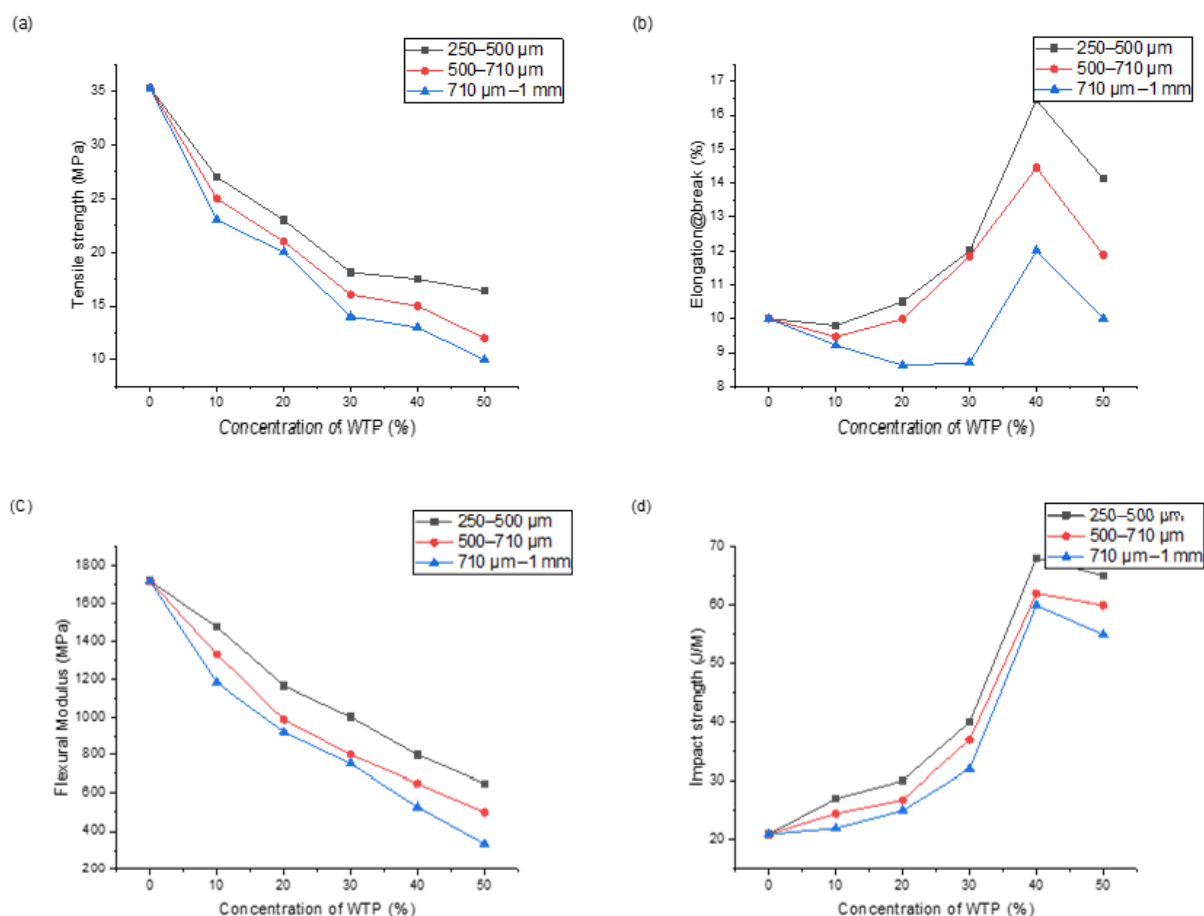 (a)
250–500 µm
500–710 µm
710 µm–1 mm
35
30
25
20
15
10
Tensile strength (MPa)
0 10 20 30 40 50
Concentration of WTP (%)
(b)
250–500 µm
500–710 µm
710 µm–1 mm
17
16
15
14
13
12
11
10
9
8
Elongation@break (%)
0 10 20 30 40 50
Concentration of WTP (%)
(C)
250–500 µm
500–710 µm
710 µm–1 mm
1800
1600
1400
1200
1000
800
600
400
200
Flexural Modulus (MPa)
0 10 20 30 40 50
Concentration of WTP (%)
(d)
250–500 µm
500–710 µm
710 µm–1 mm
70
60
50
40
30
20
Impact strength (J/M)
0 10 20 30 40 50
Concentration of WTP (%)